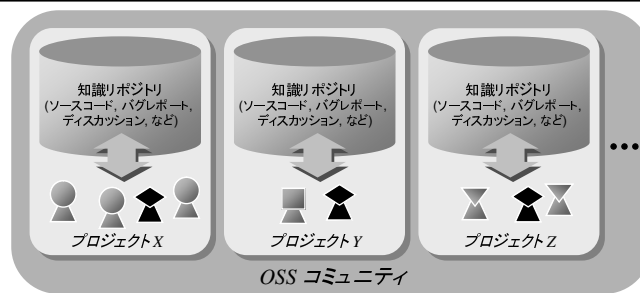 知識リポジトリ
(ソースコード, バグレポート,
ディスカッション, など)
プロジェクトX
知識リポジトリ
(ソースコード, バグレポート,
ディスカッション, など)
プロジェクトY
知識リポジトリ
(ソースコード, バグレポート,
ディスカッション, など)
プロジェクトZ
•••
OSS コミュニティ